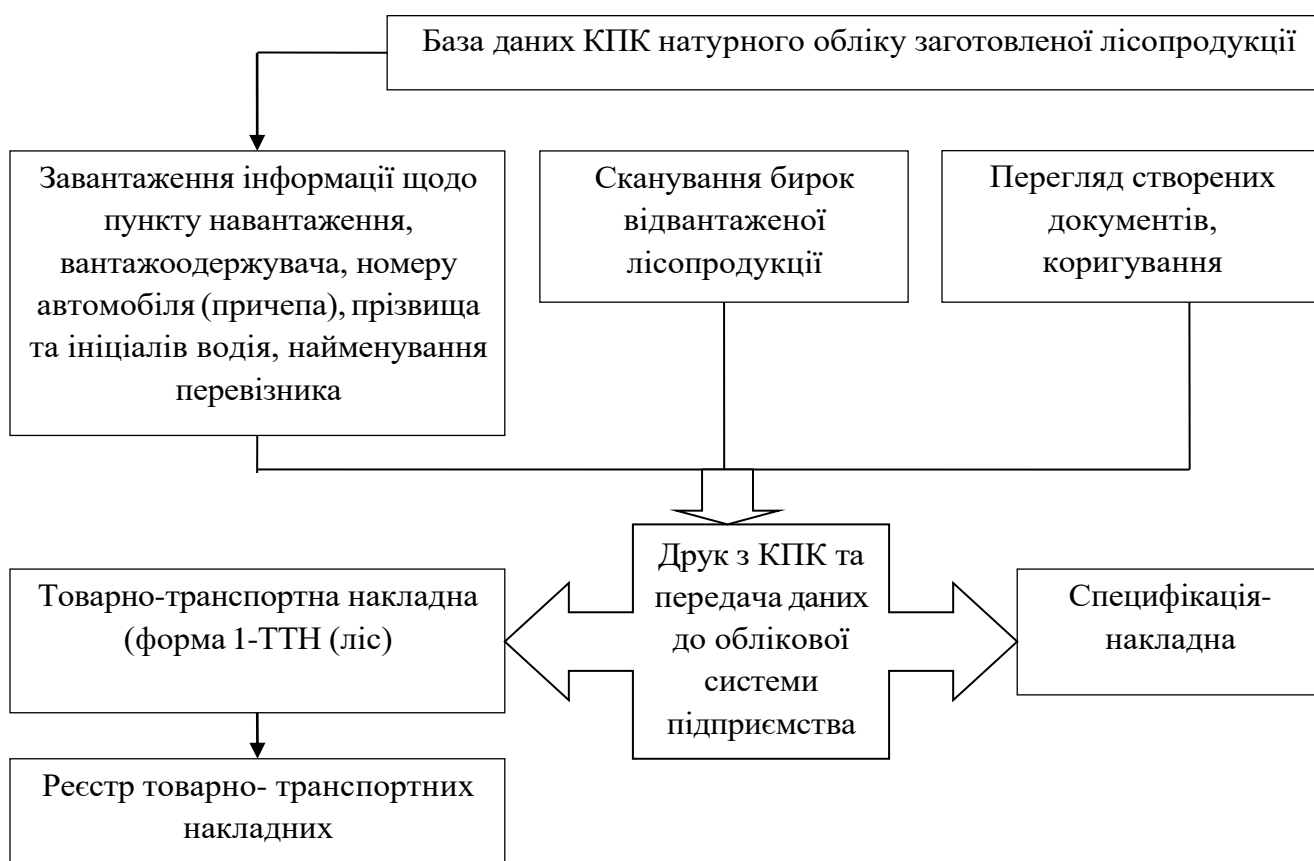 База даних КПК натурного обліку заготовленої лісопродукції
Завантаження інформації щодо
пункту навантаження,
вантажоодержувача, номеру
автомобіля (причепа), прізвища
та ініціалів водія, найменування
перевізника
Сканування бирок
відвантаженої
лісопродукції
Перегляд створених
документів,
коригування
Друк з КПК та
передача даних
до облікової
системи
підприємства
Товарно-транспортна накладна
(форма 1-ТТН (ліс)
Специфікація-
накладна
Реєстр товарно- транспортних
накладних